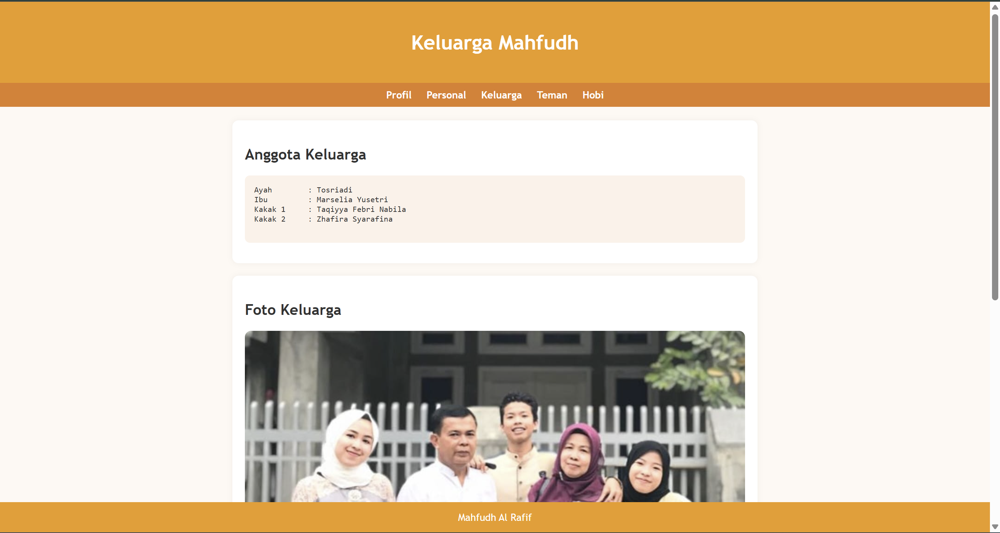 Keluarga Mahfudh
Profil Personal Keluarga Teman Hobi
Anggota Keluarga
Ayah : Tosriadi
Ibu : Marselia Yusetri
Kakak 1 : Taqiyya Febri Nabila
Kakak 2 : Zhafira Syarafina
Foto Keluarga
Mahfudh Al Rafif